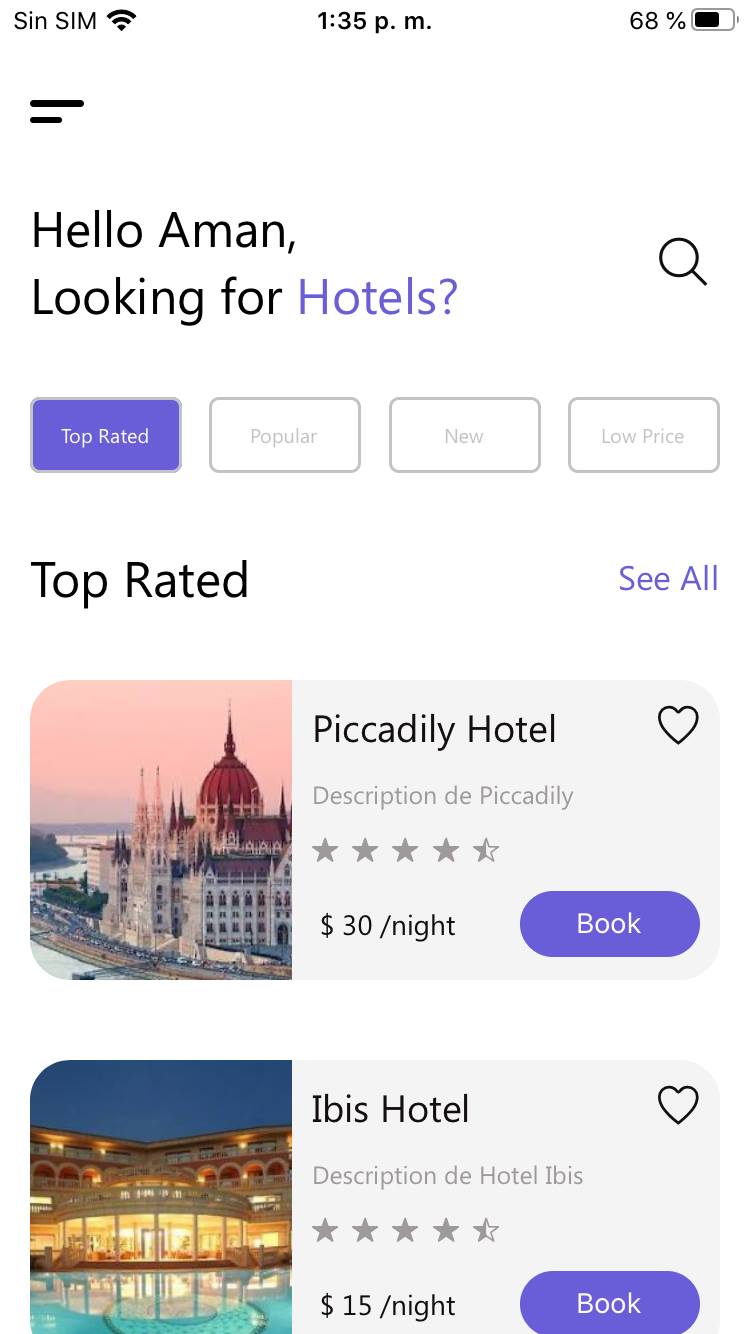 Sin SIM 1:35 p. m. 68 %
Hello Aman,
Looking for Hotels?
Top Rated Popular New Low Price
Top Rated See All
Piccadily Hotel
Description de Piccadily
$ 30 /night Book
Ibis Hotel
Description de Hotel Ibis
$ 15 /night Book